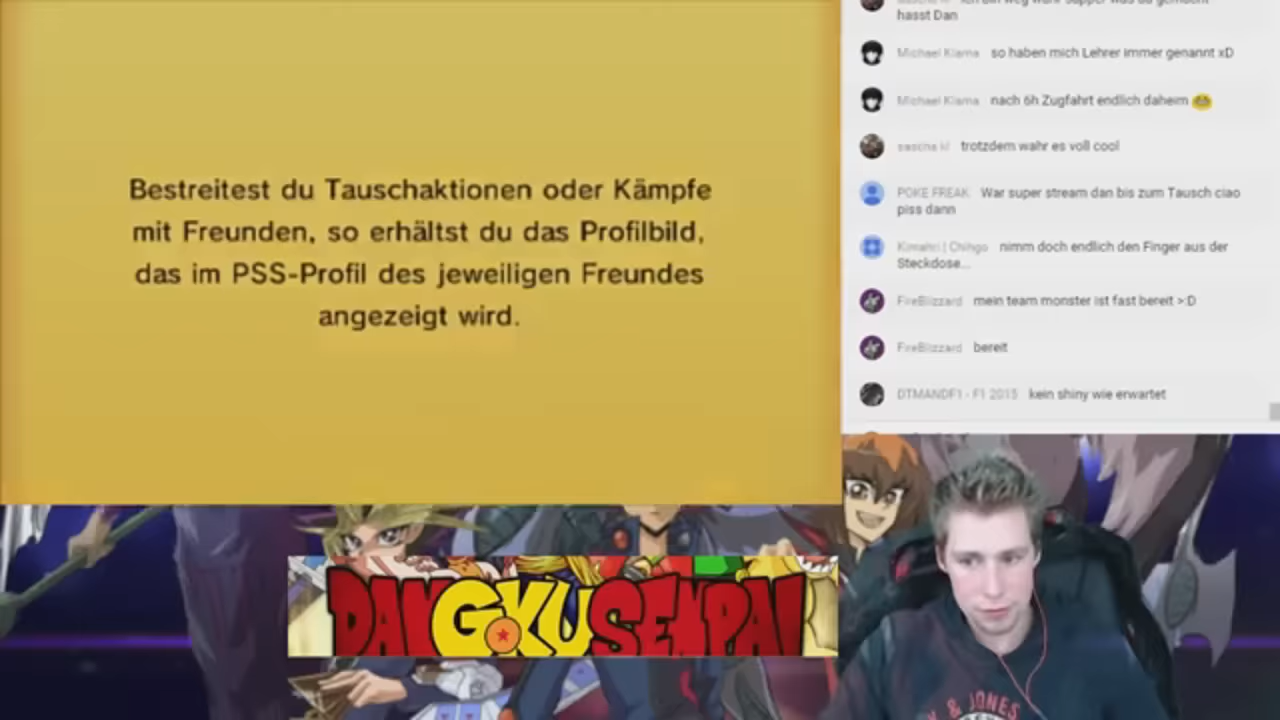 Bestreitest du Tauschaktionen oder Kämpfe
mit Freunden, so erhältst du das Profilbild,
das im PSS-Profil des jeweiligen Freundes
angezeigt wird.
hasst Dan
Michael Klama so haben mich Lehrer immer genannt xD
Michael Klama nach 6h Zugfahrt endlich daheim
sascha kl trotzdem wahr es voll cool
POKE FREAK War super stream dan bis zum Tausch ciao
piss dann
nimm doch endlich den Finger aus der
Steckdose...
FireBlizzard mein team monster ist fast bereit >:D
FireBlizzard bereit
DTMANDF1 - F1 2015 kein shiny wie erwartet
DANGOKUSENPAI
& JONES